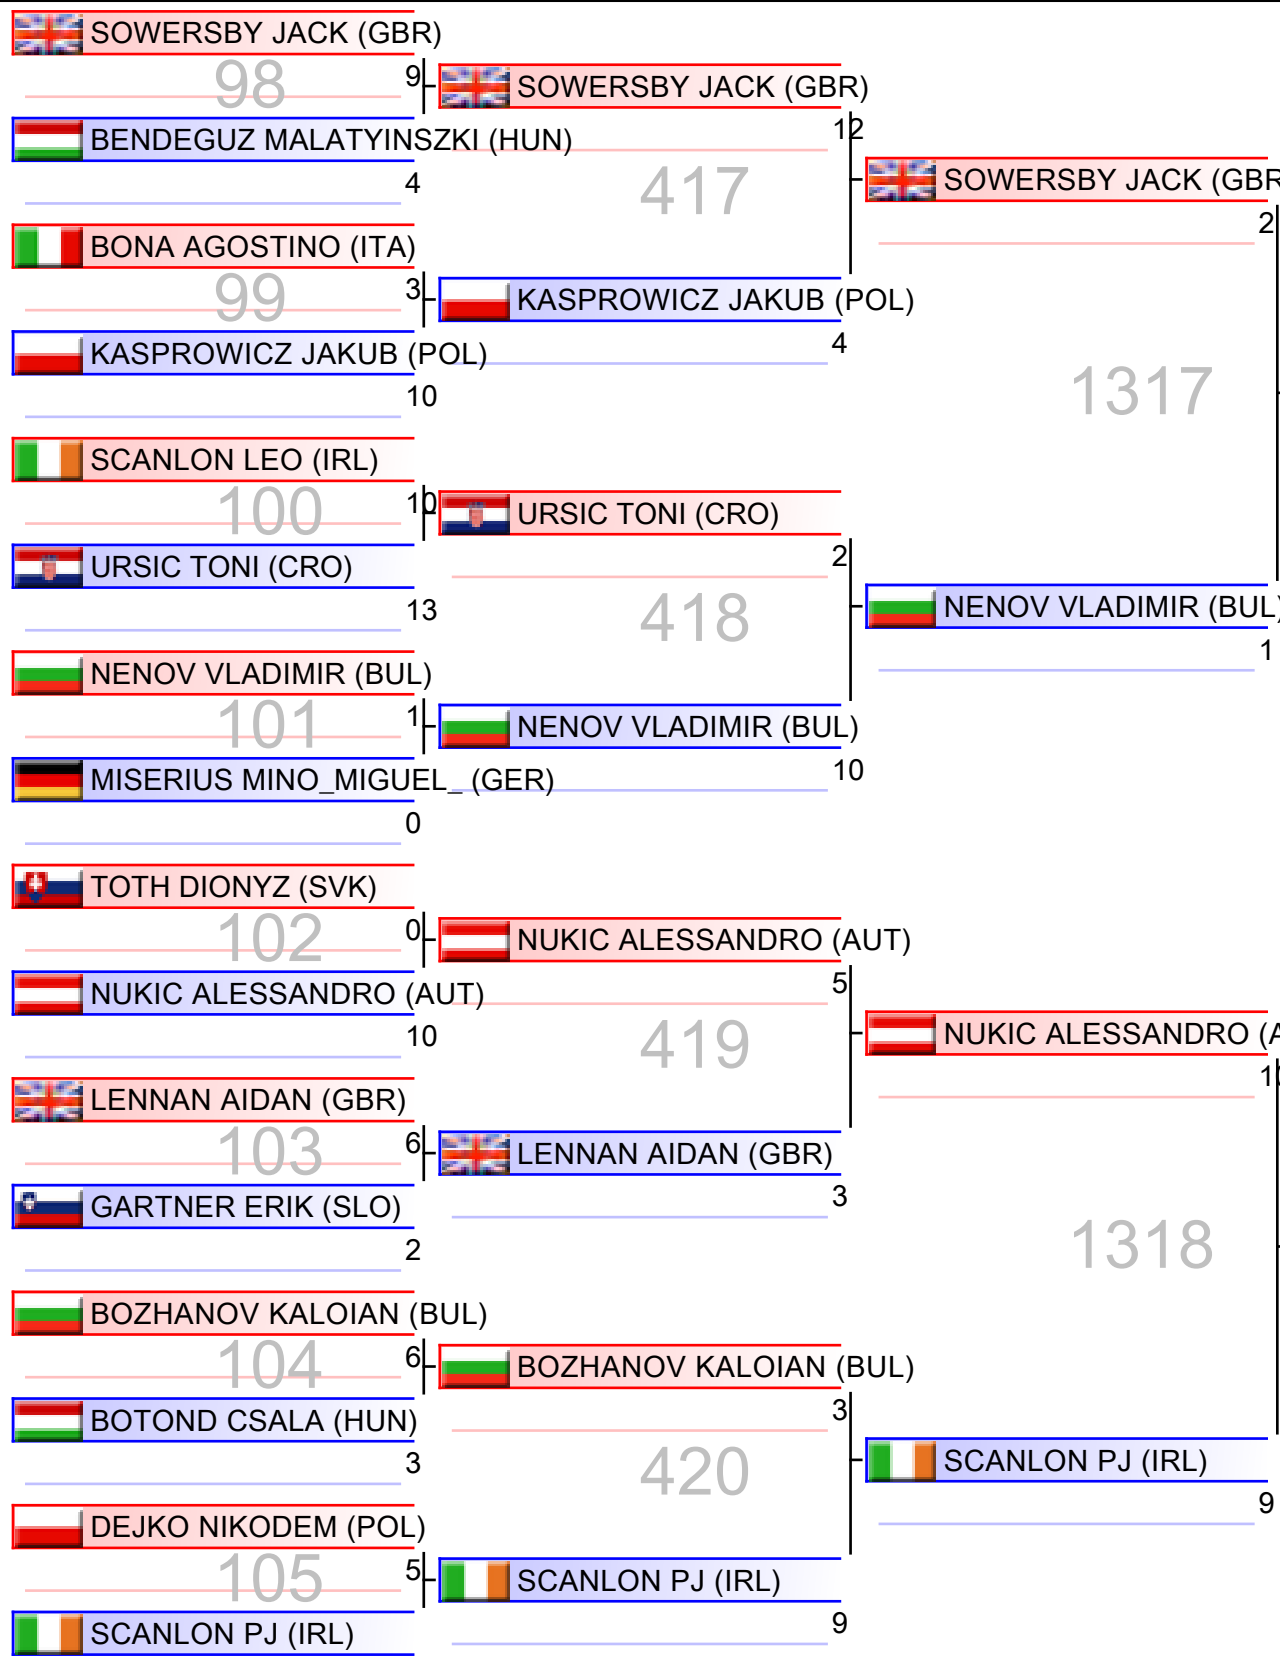 SOWERSBY JACK (GBR)
98
9
BENDEGUZ MALATYINSZKI (HUN)
4
BONA AGOSTINO (ITA)
99
3
KASPROWICZ JAKUB (POL)
10
SCANLON LEO (IRL)
100
10
URSIC TONI (CRO)
13
NENOV VLADIMIR (BUL)
101
1
MISERIUS MINO_MIGUEL_ (GER)
0
TOTH DIONYZ (SVK)
102
0
NUKIC ALESSANDRO (AUT)
10
LENNAN AIDAN (GBR)
103
6
GARTNER ERIK (SLO)
2
BOZHANOV KALOIAN (BUL)
104
6
BOTOND CSALA (HUN)
3
DEJKO NIKODEM (POL)
105
5
SCANLON PJ (IRL)
SOWERSBY JACK (GBR)
12
417
KASPROWICZ JAKUB (POL)
4
URSIC TONI (CRO)
2
418
NENOV VLADIMIR (BUL)
10
NUKIC ALESSANDRO (AUT)
5
419
LENNAN AIDAN (GBR)
3
BOZHANOV KALOIAN (BUL)
3
420
SCANLON PJ (IRL)
9
SOWERSBY JACK (GBR
2
1317
NENOV VLADIMIR (BUL)
1
NUKIC ALESSANDRO (A
10
1318
SCANLON PJ (IRL)
9